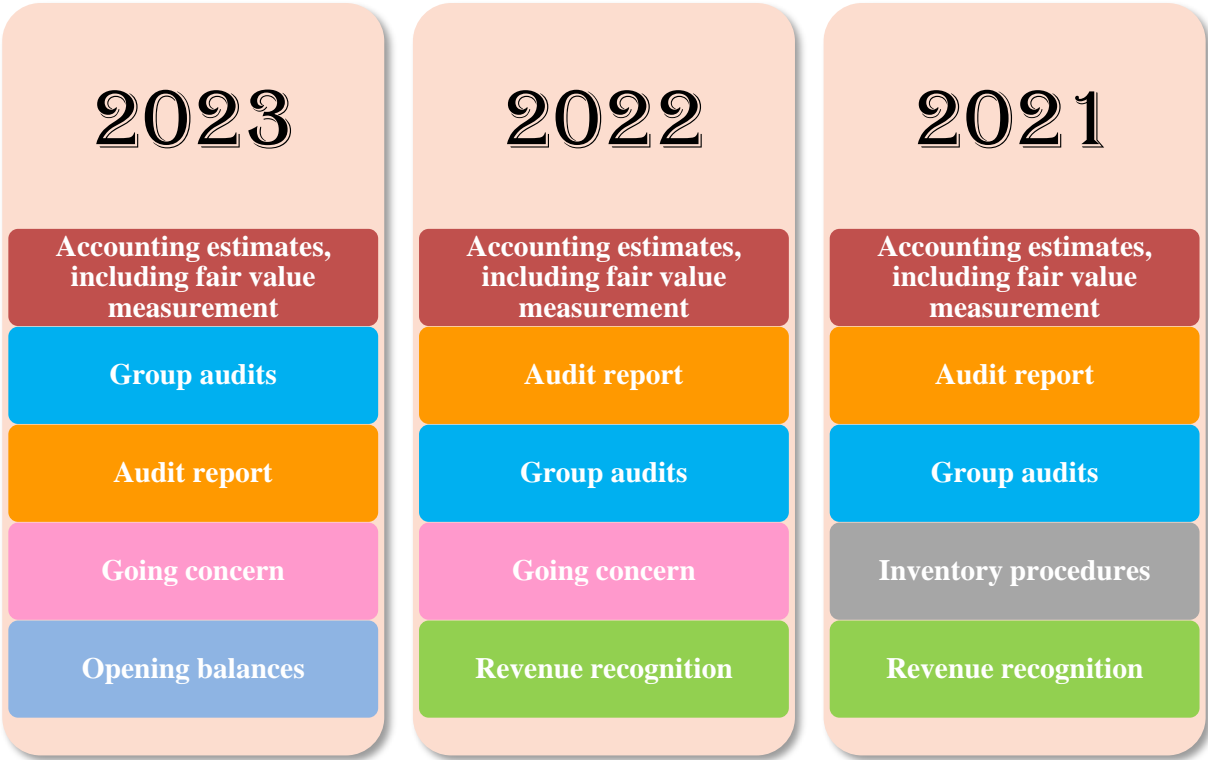 2023
Accounting estimates,
including fair value
measurement
Group audits
Audit report
Going concern
Opening balances
2022
Accounting estimates,
including fair value
measurement
Audit report
Group audits
Going concern
Revenue recognition
2021
Accounting estimates,
including fair value
measurement
Audit report
Group audits
Inventory procedures
Revenue recognition